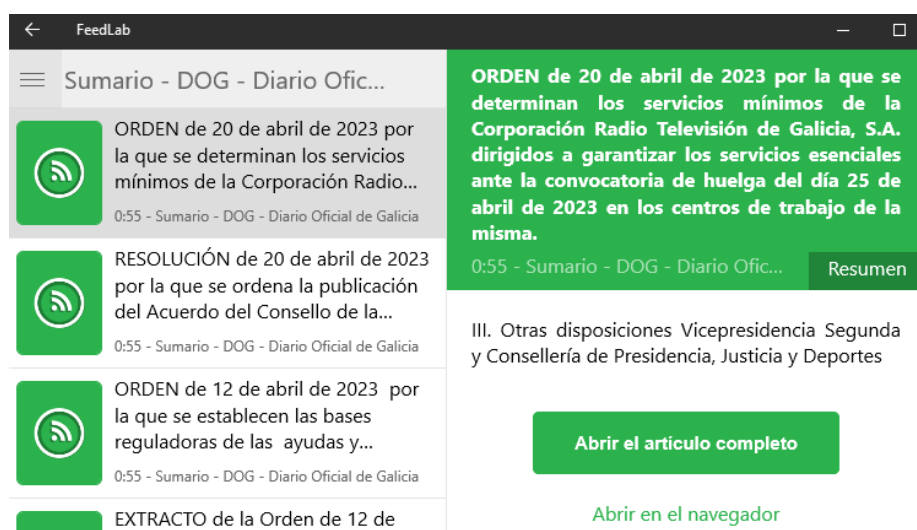 FeedLab
Sumario - DOG - Diario Ofic...
ORDEN de 20 de abril de 2023 por
la que se determinan los servicios
mínimos de la Corporación Radio...
0:55 - Sumario - DOG - Diario Oficial de Galicia
RESOLUCIÓN de 20 de abril de 2023
por la que se ordena la publicación
del Acuerdo del Consello de la...
0:55 - Sumario - DOG - Diario Oficial de Galicia
ORDEN de 12 de abril de 2023  por
la que se establecen las bases
reguladoras de las  ayudas y...
0:55 - Sumario - DOG - Diario Oficial de Galicia
EXTRACTO de la Orden de 12 de
ORDEN de 20 de abril de 2023 por la que se
determinan los servicios mínimos de la
Corporación Radio Televisión de Galicia, S.A.
dirigidos a garantizar los servicios esenciales
ante la convocatoria de huelga del día 25 de
abril de 2023 en los centros de trabajo de la
misma.
0:55 - Sumario - DOG - Diario Ofic...
Resumen
III. Otras disposiciones Vicepresidencia Segunda
y Consellería de Presidencia, Justicia y Deportes
Abrir el artículo completo
Abrir en el navegador